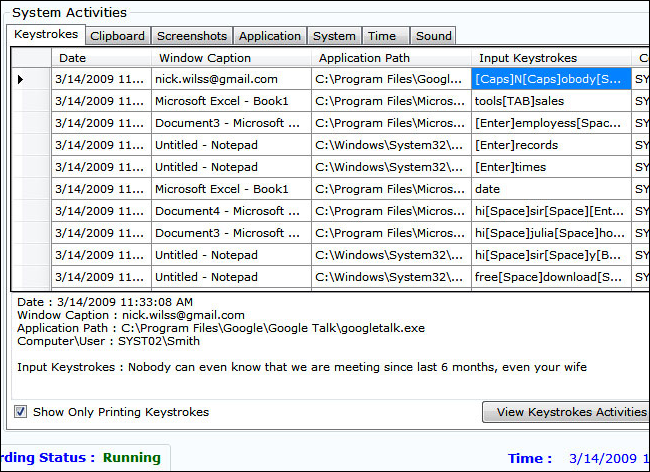 System Activities
Keystrokes Clipboard Screenshots Application System Time Sound
Date Window Caption Application Path Input Keystrokes
3/14/2009 11... nick.wilss@gmail.com C:\Program Files\Googl... [Caps]N[Caps]obody[S... SY
3/14/2009 11... Microsoft Excel - Book1 C:\Program Files\Micros... tools[TAB]sales SY
3/14/2009 11... Document3 - Microsoft ... C:\Program Files\Micros... [Enter]employess[Spac... SY
3/14/2009 11... Untitled - Notepad C:\Windows\System32\... [Enter]records SY
3/14/2009 11... Untitled - Notepad C:\Windows\System32\... [Enter]times SY
3/14/2009 11... Microsoft Excel - Book1 C:\Program Files\Micros... date SY
3/14/2009 11... Document4 - Microsoft ... C:\Program Files\Micros... hi[Space]sir[Space][Ent... SY
3/14/2009 11... Document3 - Microsoft ... C:\Program Files\Micros... hi[Space]julia[Space]ho... SY
3/14/2009 11... Untitled - Notepad C:\Windows\System32\... hi[Space]sir[Space]y[B... SY
3/14/2009 11... Untitled - Notepad C:\Windows\System32\... free[Space]download[S... SY
Date : 3/14/2009 11:33:08 AM
Window Caption : nick.wilss@gmail.com
Application Path : C:\Program Files\Google\Google Talk\googletalk.exe
Computer\User : SYST02\Smith
Input Keystrokes : Nobody can even know that we are meeting since last 6 months, even your wife
Show Only Printing Keystrokes
View Keystrokes Activities
rding Status : Running
Time : 3/14/2009 1